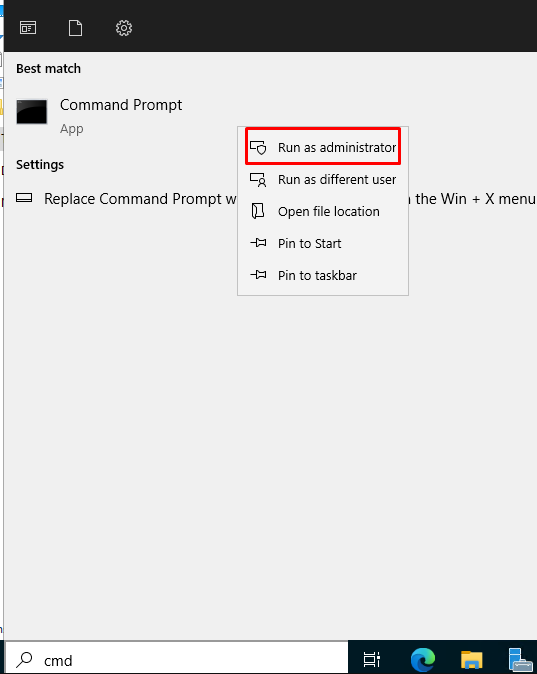 Best match
Command Prompt
App
Run as administrator
Settings
Run as different user
Replace Command Prompt w
the Win + X menu
Open file location
Pin to Start
Pin to taskbar
cmd